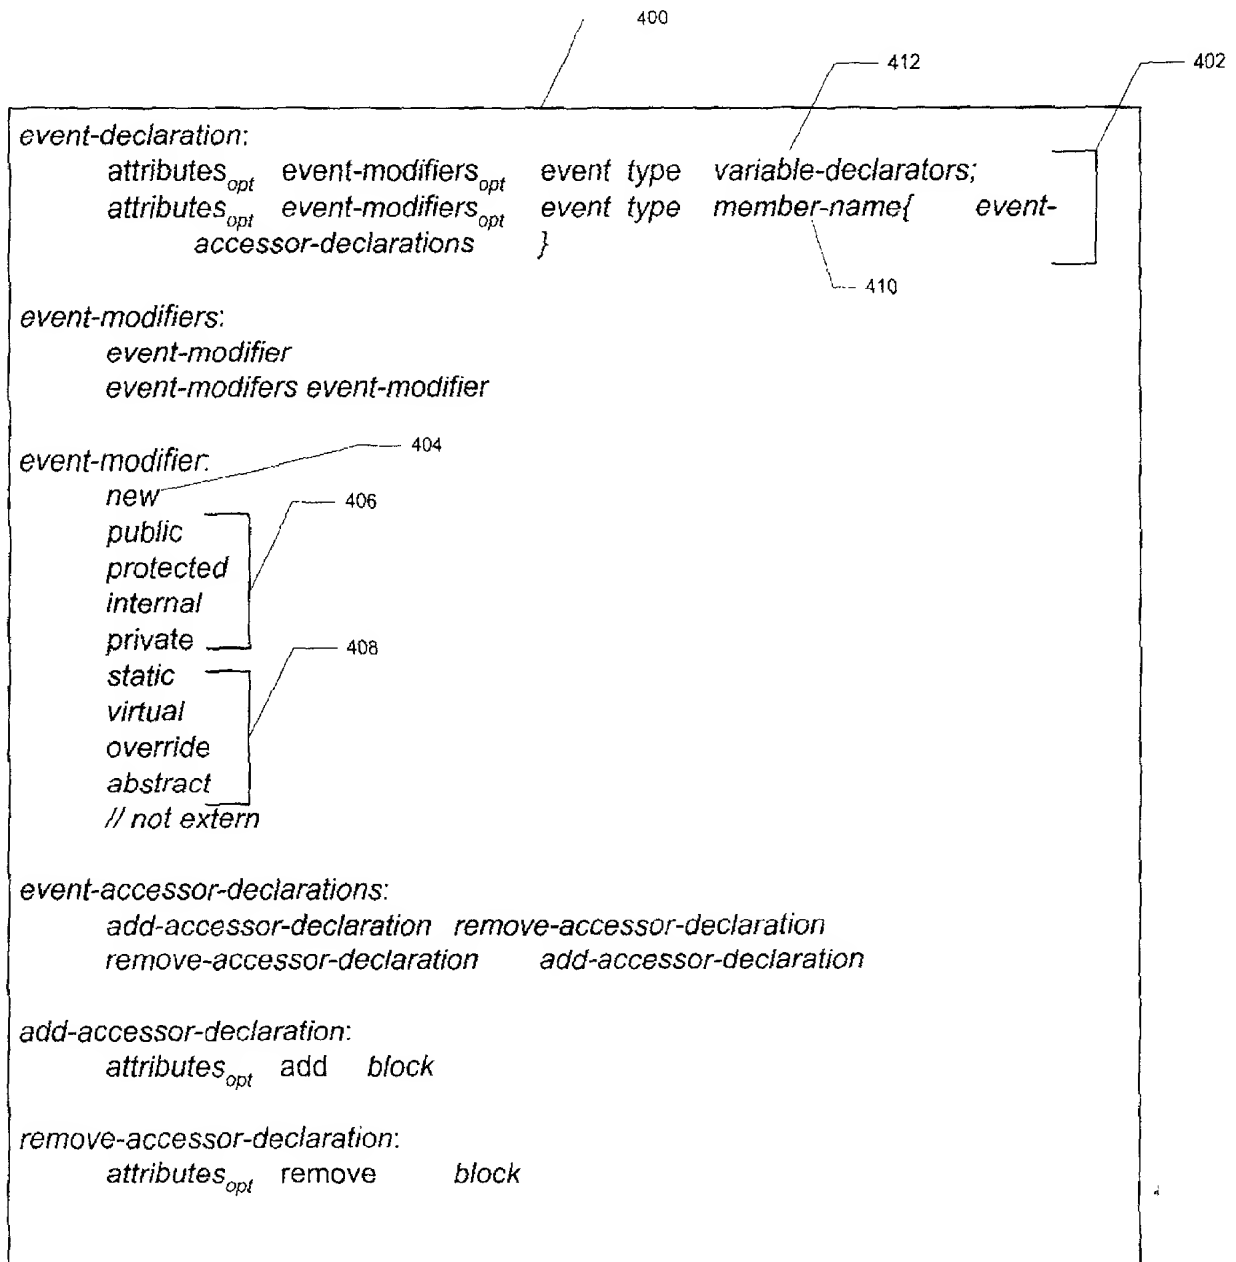 400
412
402
event-declaration:
attributesopt event-modifiersopt event type variable-declarators;
attributesopt event-modifiersopt event type member-name{ event-
accessor-declarations }
410
event-modifiers:
event-modifier
event-modifers event-modifier
404
event-modifier:
new
406
public
protected
internal
private
408
static
virtual
override
abstract
// not extern
event-accessor-declarations:
add-accessor-declaration remove-accessor-declaration
remove-accessor-declaration add-accessor-declaration
add-accessor-declaration:
attributesopt add block
remove-accessor-declaration:
attributesopt remove block